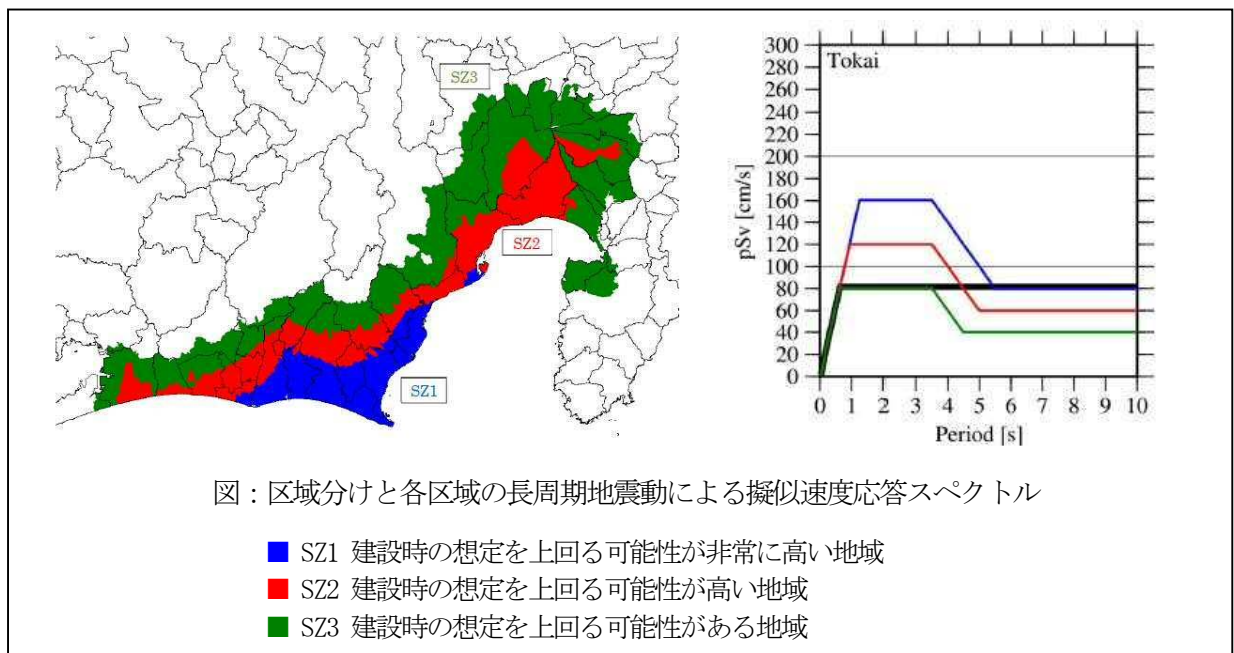 SZ3
SZ2
SZ1
Tokai
300
280
260
240
220
200
180
160
140
120
100
80
60
40
20
0
pSv [cm/s]
0 1 2 3 4 5 6 7 8 9 10
Period [s]
図：区域分けと各区域の長周期地震動による擬似速度応答スペクトル
■ SZ1 建設時の想定を上回る可能性が非常に高い地域
■ SZ2 建設時の想定を上回る可能性が高い地域
■ SZ3 建設時の想定を上回る可能性がある地域